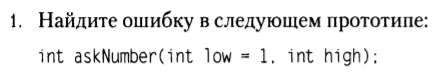 1. Найдите ошибку в следующем прототипе:
int askNumber(int low = 1, int high);